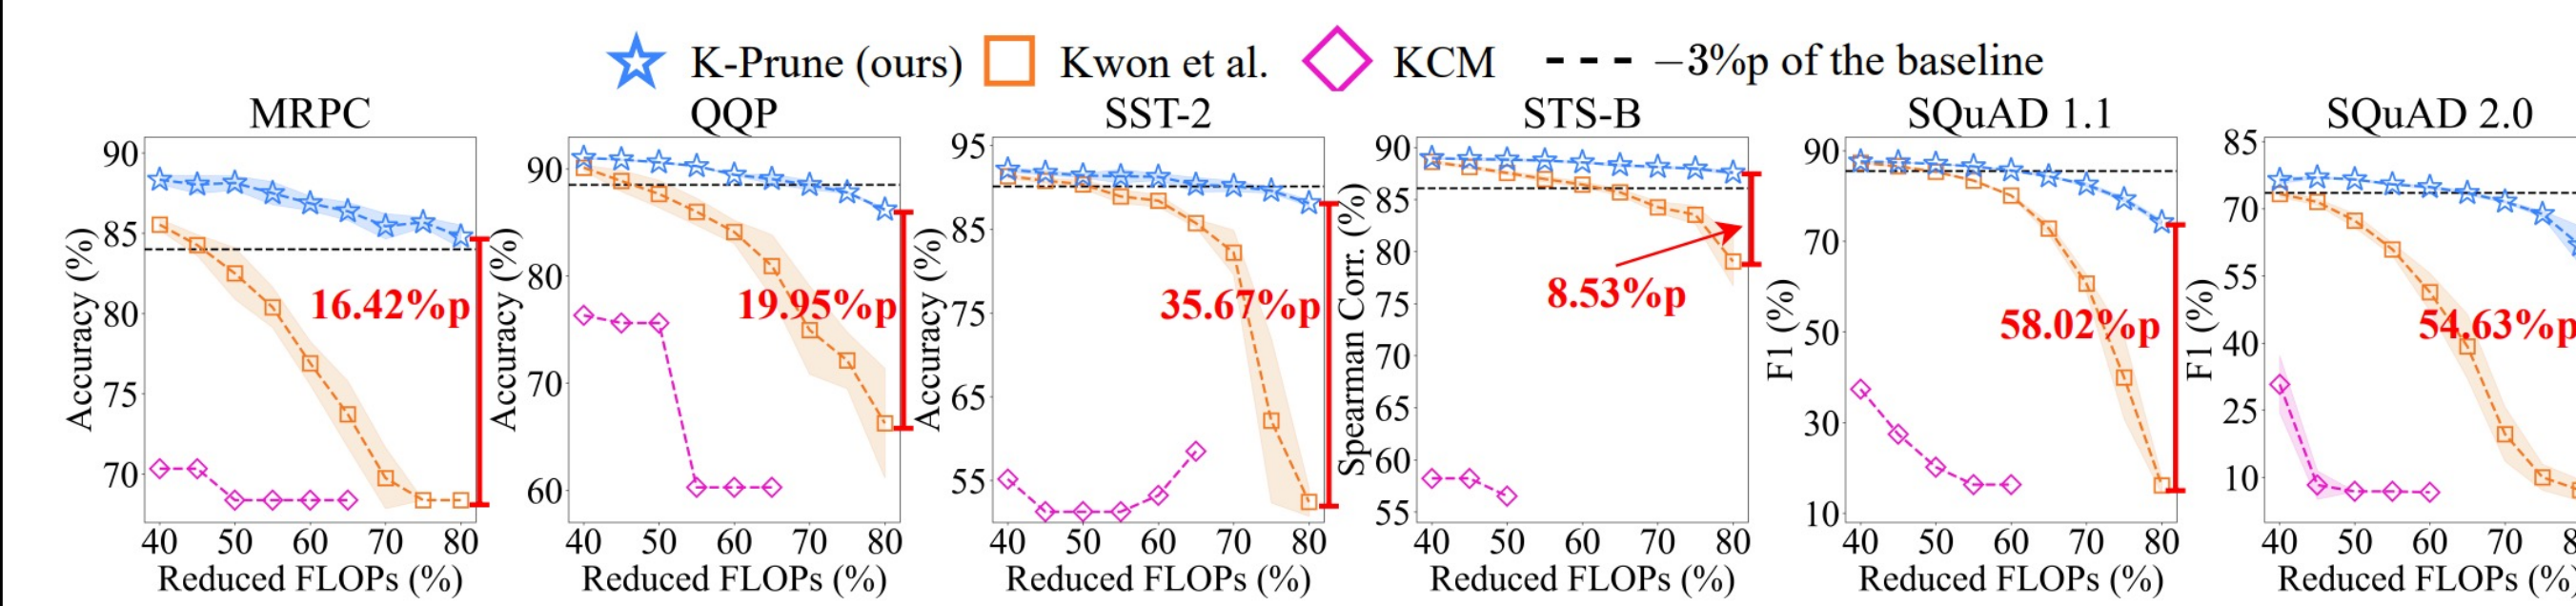 K-Prune (ours) Kwon et al. KCM −3%p of the baseline
MRPC QQP SST-2 STS-B SQuAD 1.1 SQuAD 2.0
Accuracy (%)
90
85
80
75
70
16.42%p
40 50 60 70 80
Reduced FLOPs (%)
Accuracy (%)
90
80
70
60
19.95%p
40 50 60 70 80
Reduced FLOPs (%)
Accuracy (%)
95
85
75
65
55
35.67%p
40 50 60 70 80
Reduced FLOPs (%)
Spearman Corr. (%)
90
85
80
75
70
65
60
55
8.53%p
40 50 60 70 80
Reduced FLOPs (%)
F1 (%)
90
70
50
30
10
58.02%p
40 50 60 70 80
Reduced FLOPs (%)
F1 (%)
85
70
55
40
25
10
54.63%p
40 50 60 70 8
Reduced FLOPs (%)